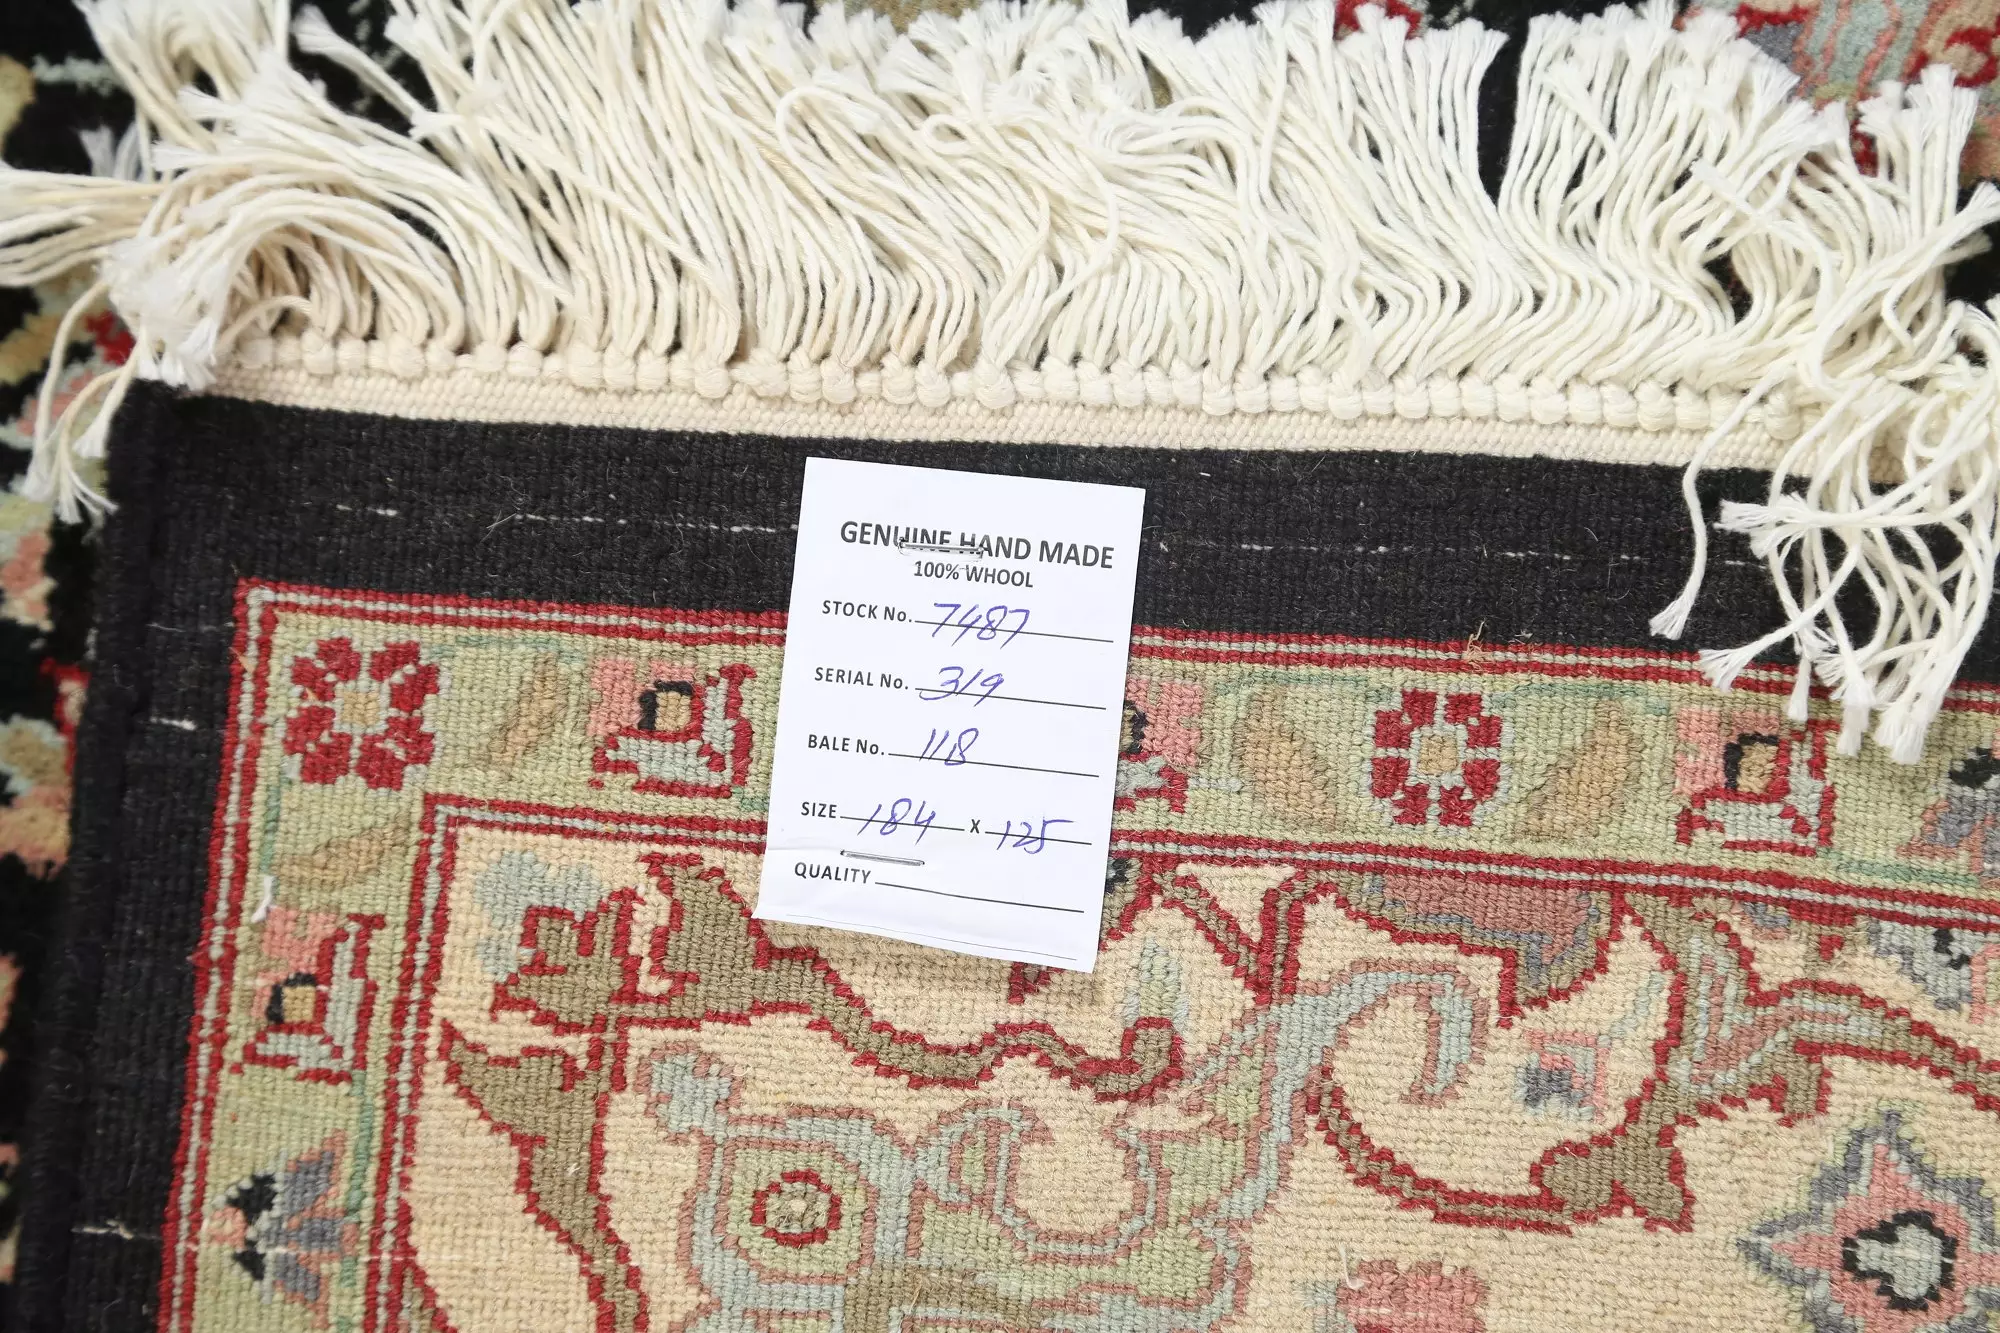 GENUINE HAND MADE
100% WHOOL
STOCK No. 7487
SERIAL No. 319
BALE No. 118
SIZE 184 x 125
QUALITY